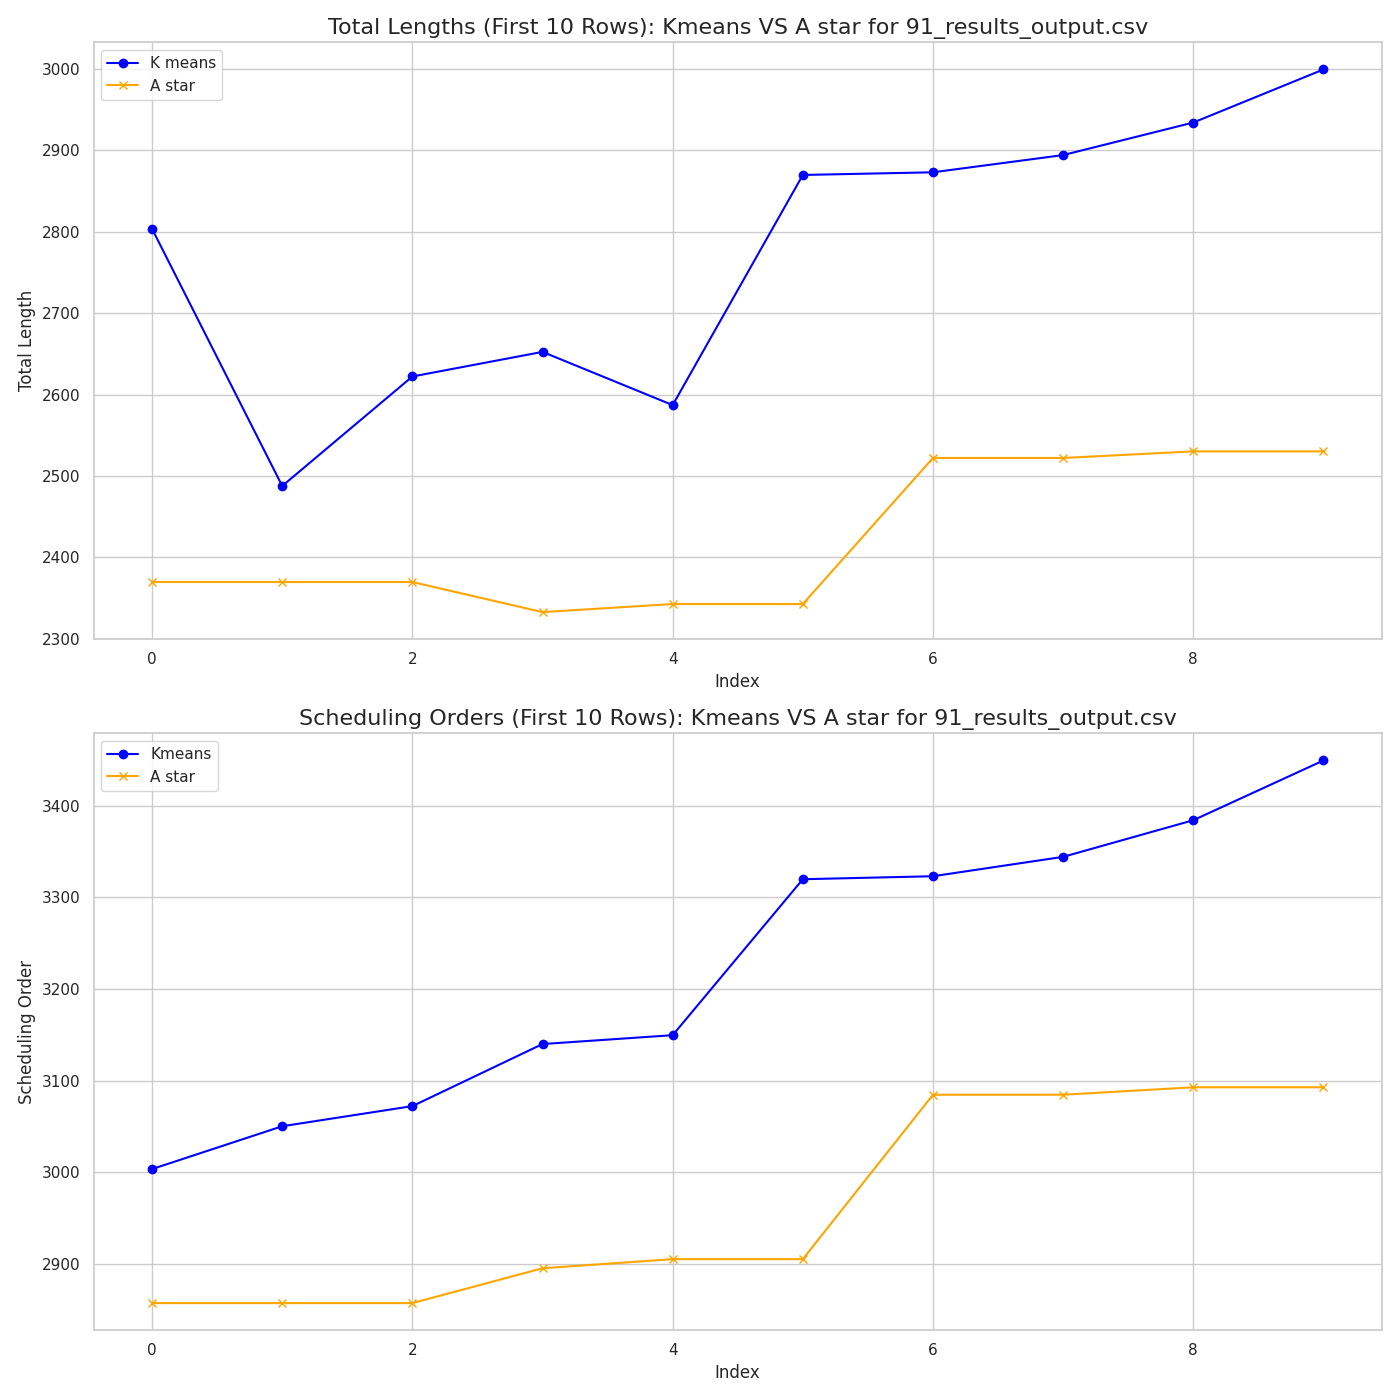 Total Lengths (First 10 Rows): Kmeans VS A star for 91_results_output.csv
K means
A star
3000
2900
2800
2700
2600
2500
2400
2300
Total Length
0 2 4 6 8
Index
Scheduling Orders (First 10 Rows): Kmeans VS A star for 91_results_output.csv
Kmeans
A star
3400
3300
3200
3100
3000
2900
Scheduling Order
0 2 4 6 8
Index